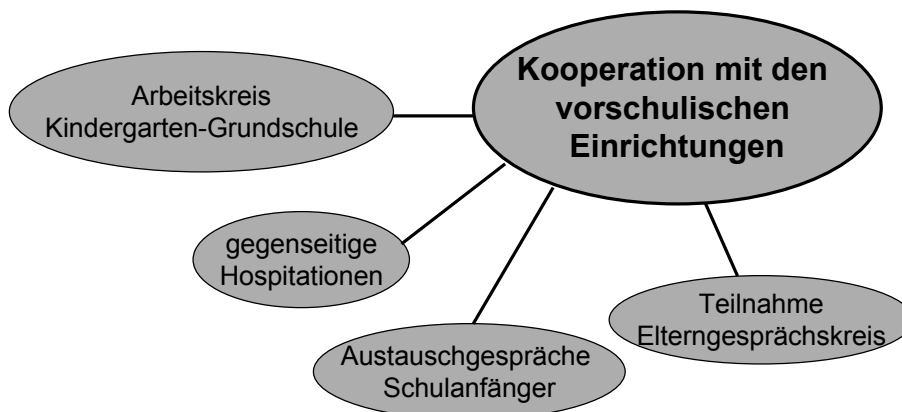 Kooperation mit den
vorschulischen
Einrichtungen
Arbeitskreis
Kindergarten-Grundschule
gegenseitige
Hospitationen
Austauschgespräche
Schulanfänger
Teilnahme
Elterngesprächskreis